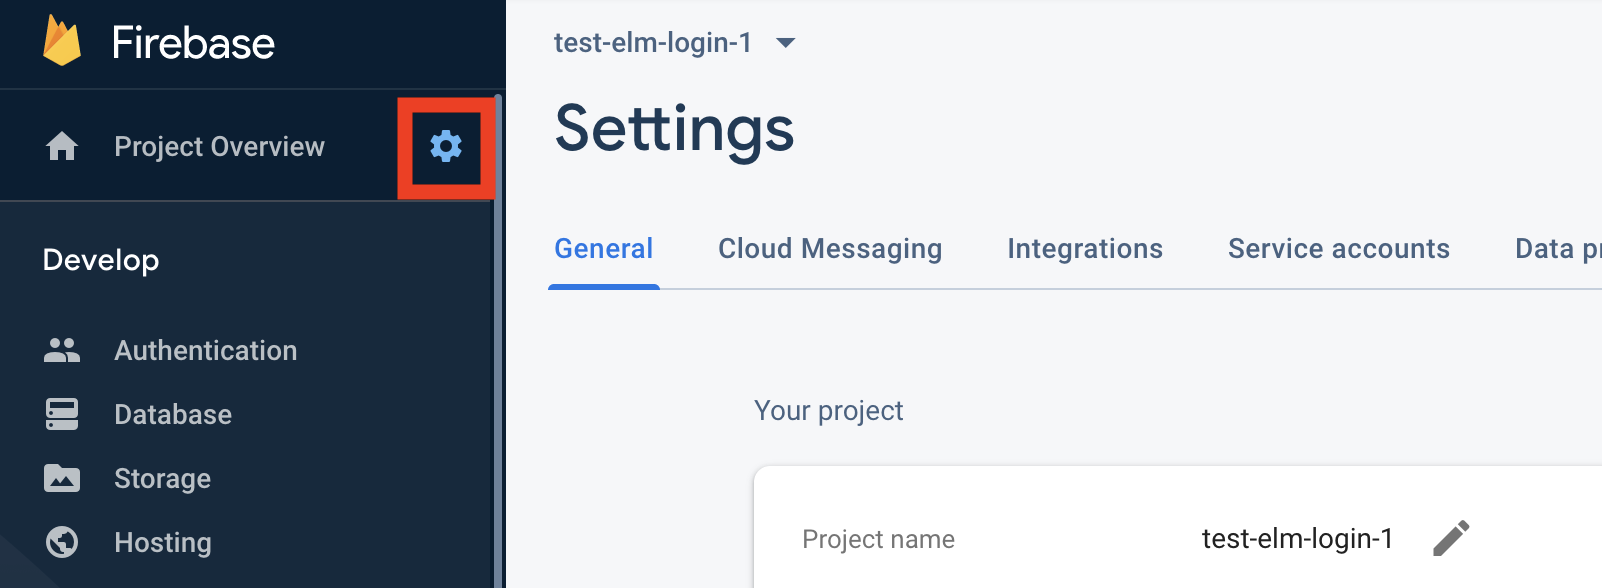 Firebase
Project Overview
Develop
Authentication
Database
Storage
Hosting
test-elm-login-1
Settings
General Cloud Messaging Integrations Service accounts Data
Your project
Project name test-elm-login-1